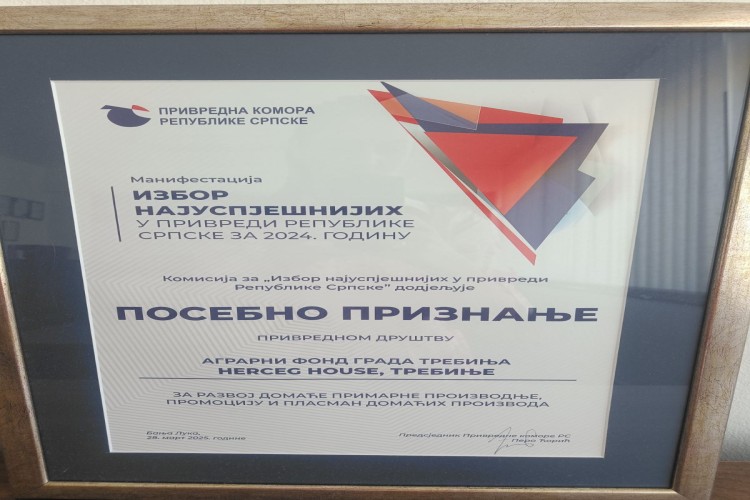 ПРИВРЕДНА КОМОРА
РЕПУБЛИКЕ СРПСКЕ
Манифестација
ИЗБОР
НАЈУСПЈЕШНИЈИХ
У ПРИВРЕДИ РЕПУБЛИКЕ
СРПСКЕ ЗА 2024. ГОДИНУ
Комисија за „Избор најуспјешнијих у привреди
Републике Српске” додјељује
ПОСЕБНО ПРИЗНАЊЕ
ПРИВРЕДНОМ ДРУШТВУ
АГРАРНИ ФОНД ГРАДА ТРЕБИЊА
HERCEG HOUSE, ТРЕБИЊЕ
ЗА РАЗВОЈ ДОМАЋЕ ПРИМАРНЕ ПРОИЗВОДЊЕ,
ПРОМОЦИЈУ И ПЛАСМАН ДОМАЋИХ ПРОИЗВОДА
Бања Лука,
28. март 2025. године
Предсједник Привредне коморе РС
Перо Ћорић